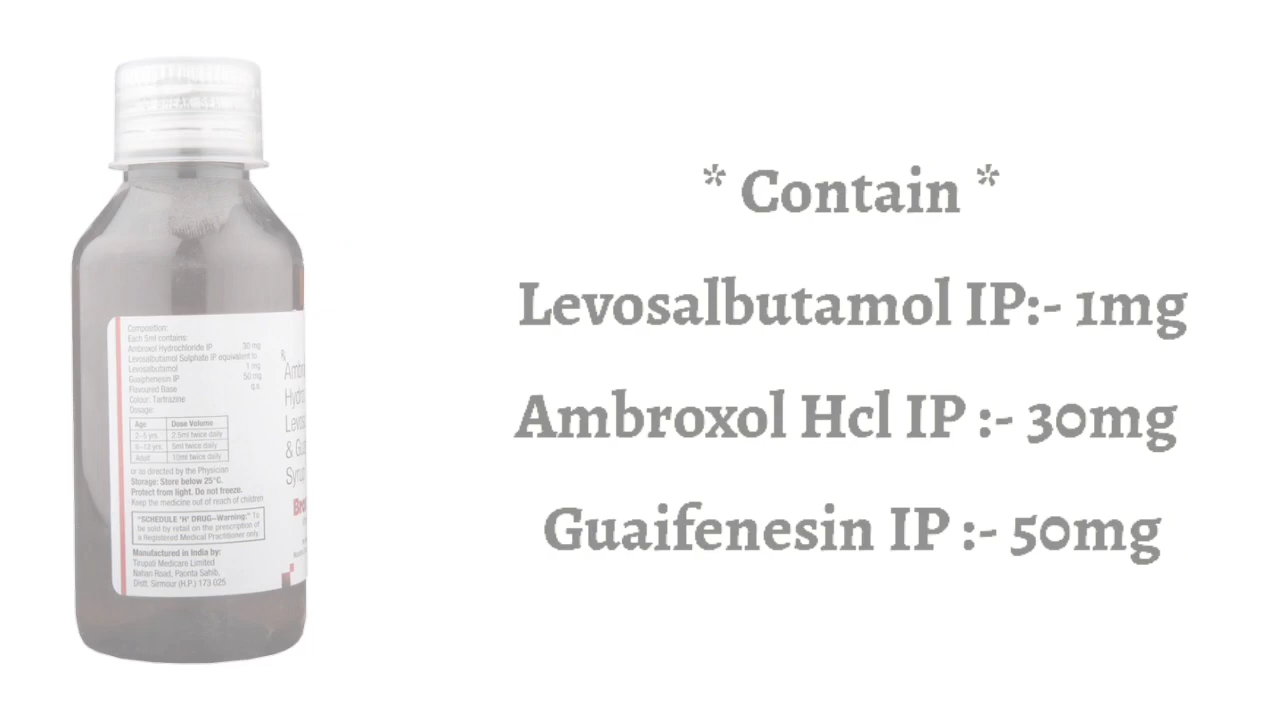 Composition:
Each 5ml contains:
Ambroxol Hydrochloride IP 30 mg
Levosalbutamol Sulphate IP equivalent to
Levosalbutamol 1 mg
Guaiphenesin IP 50 mg
Flavoured Base q.s.
Colour: Tartrazine
Dosage:
Age Dose Volume
2-5 yrs. 2.5ml twice daily
6-12 yrs. 5ml twice daily
Adult 10ml twice daily
or as directed by the Physician
Storage: Store below 25°C.
Protect from light. Do not freeze.
Keep the medicine out of reach of children
"SCHEDULE 'H' DRUG–Warning:" To
be sold by retail on the prescription of
a Registered Medical Practitioner only.
Manufactured in India by:
Tirupati Medicare Limited
Nahan Road, Paonta Sahib,
Distt. Sirmour (H.P.) 173 025
& Gu
Syru
* Contain *
Levosalbutamol IP:- 1mg
Ambroxol Hcl IP :- 30mg
Guaifenesin IP :- 50mg